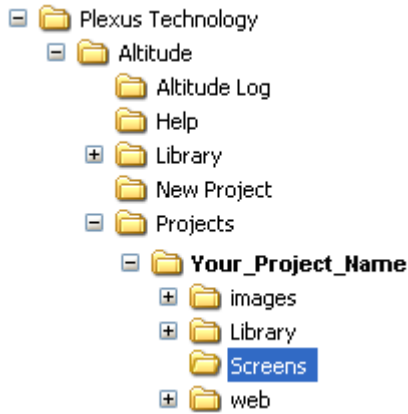 Plexus Technology
Altitude
Altitude Log
Help
Library
New Project
Projects
Your_Project_Name
images
Library
Screens
web